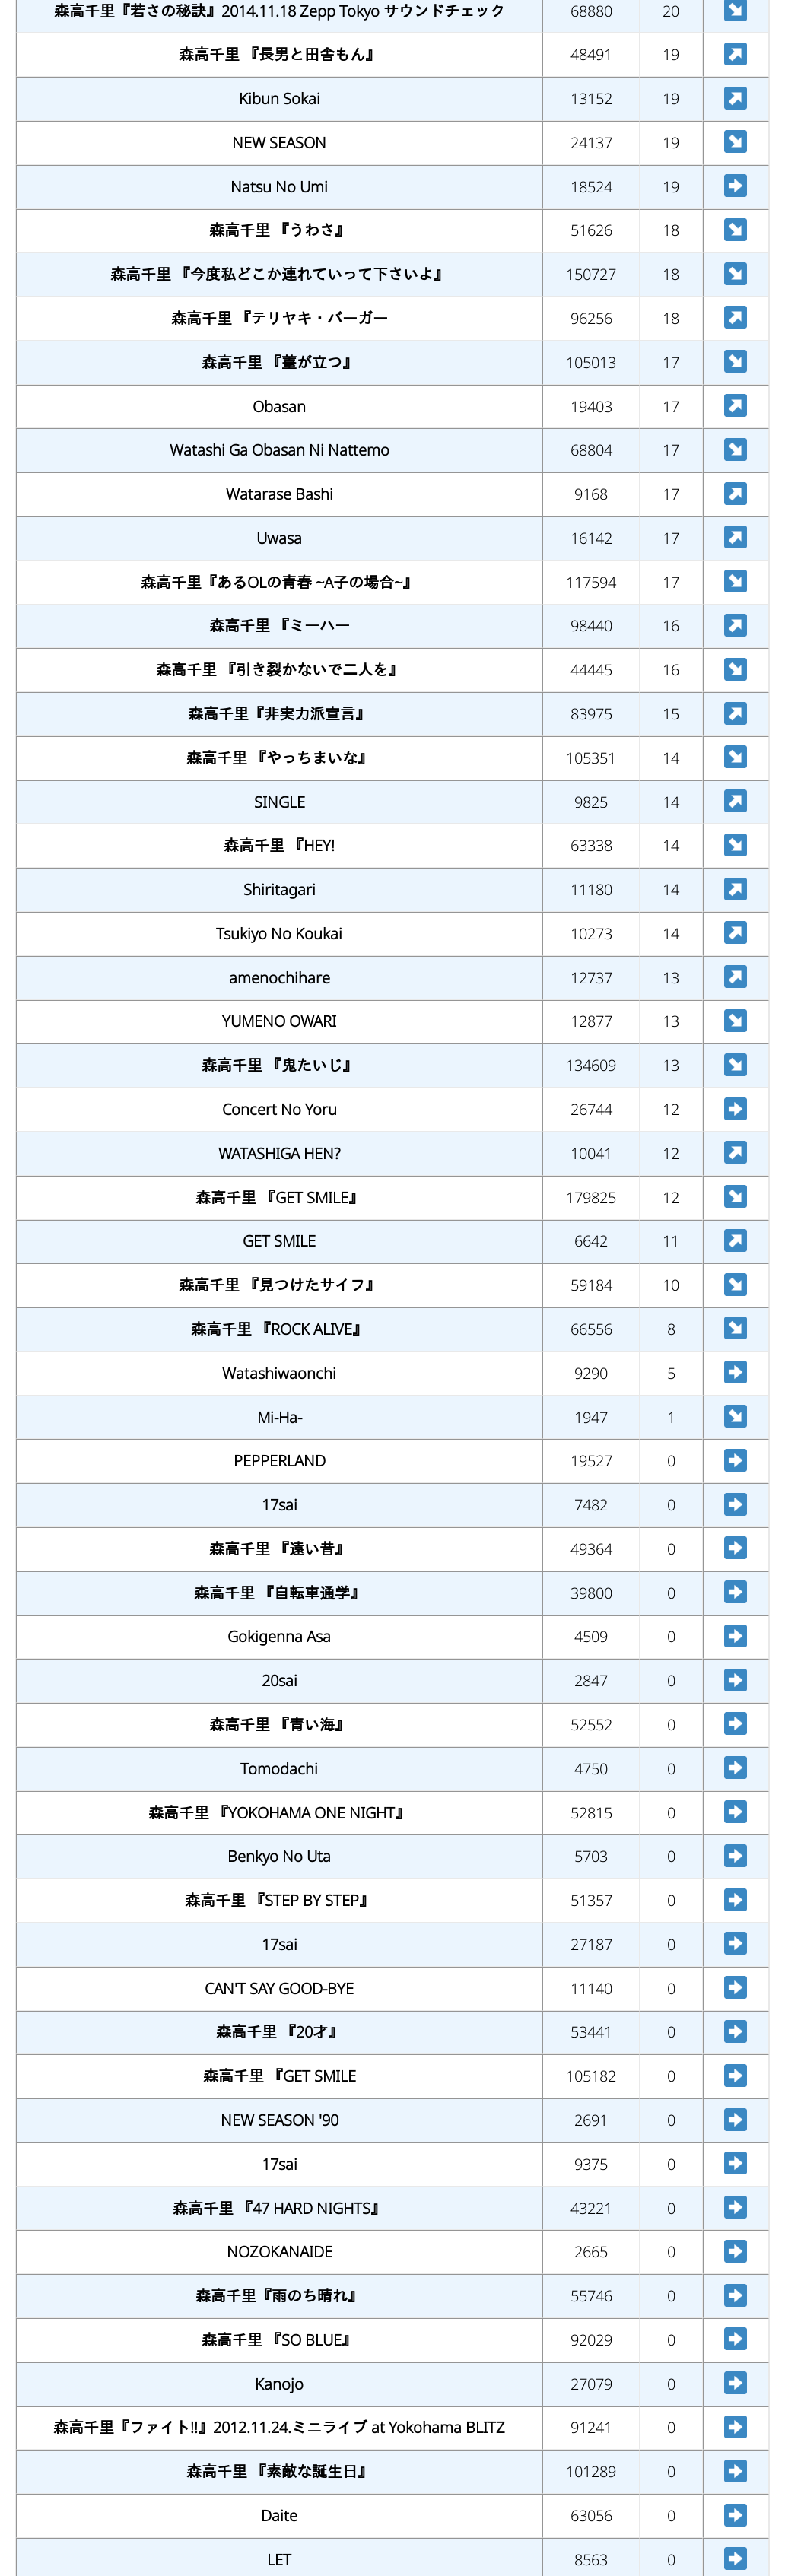 森高千里『若さの秘訣』2014.11.18 Zepp Tokyo サウンドチェック 68880 20
森高千里 『長男と田舎もん』 48491 19
Kibun Sokai 13152 19
NEW SEASON 24137 19
Natsu No Umi 18524 19
森高千里 『うわさ』 51626 18
森高千里 『今度私どこか連れていって下さいよ』 150727 18
森高千里 『テリヤキ・バーガー 96256 18
森高千里 『薹が立つ』 105013 17
Obasan 19403 17
Watashi Ga Obasan Ni Nattemo 68804 17
Watarase Bashi 9168 17
Uwasa 16142 17
森高千里『あるOLの青春 ~A子の場合~』 117594 17
森高千里 『ミーハー 98440 16
森高千里 『引き裂かないで二人を』 44445 16
森高千里『非実力派宣言』 83975 15
森高千里 『やっちまいな』 105351 14
SINGLE 9825 14
森高千里 『HEY! 63338 14
Shiritagari 11180 14
Tsukiyo No Koukai 10273 14
amenochihare 12737 13
YUMENO OWARI 12877 13
森高千里 『鬼たいじ』 134609 13
Concert No Yoru 26744 12
WATASHIGA HEN? 10041 12
森高千里 『GET SMILE』 179825 12
GET SMILE 6642 11
森高千里 『見つけたサイフ』 59184 10
森高千里 『ROCK ALIVE』 66556 8
Watashiwaonchi 9290 5
Mi-Ha- 1947 1
PEPPERLAND 19527 0
17sai 7482 0
森高千里 『遠い昔』 49364 0
森高千里 『自転車通学』 39800 0
Gokigenna Asa 4509 0
20sai 2847 0
森高千里 『青い海』 52552 0
Tomodachi 4750 0
森高千里 『YOKOHAMA ONE NIGHT』 52815 0
Benkyo No Uta 5703 0
森高千里 『STEP BY STEP』 51357 0
17sai 27187 0
CAN'T SAY GOOD-BYE 11140 0
森高千里 『20才』 53441 0
森高千里 『GET SMILE 105182 0
NEW SEASON '90 2691 0
17sai 9375 0
森高千里 『47 HARD NIGHTS』 43221 0
NOZOKANAIDE 2665 0
森高千里『雨のち晴れ』 55746 0
森高千里 『SO BLUE』 92029 0
Kanojo 27079 0
森高千里『ファイト!!』2012.11.24.ミニライブ at Yokohama BLITZ 91241 0
森高千里 『素敵な誕生日』 101289 0
Daite 63056 0
LET 8563 0